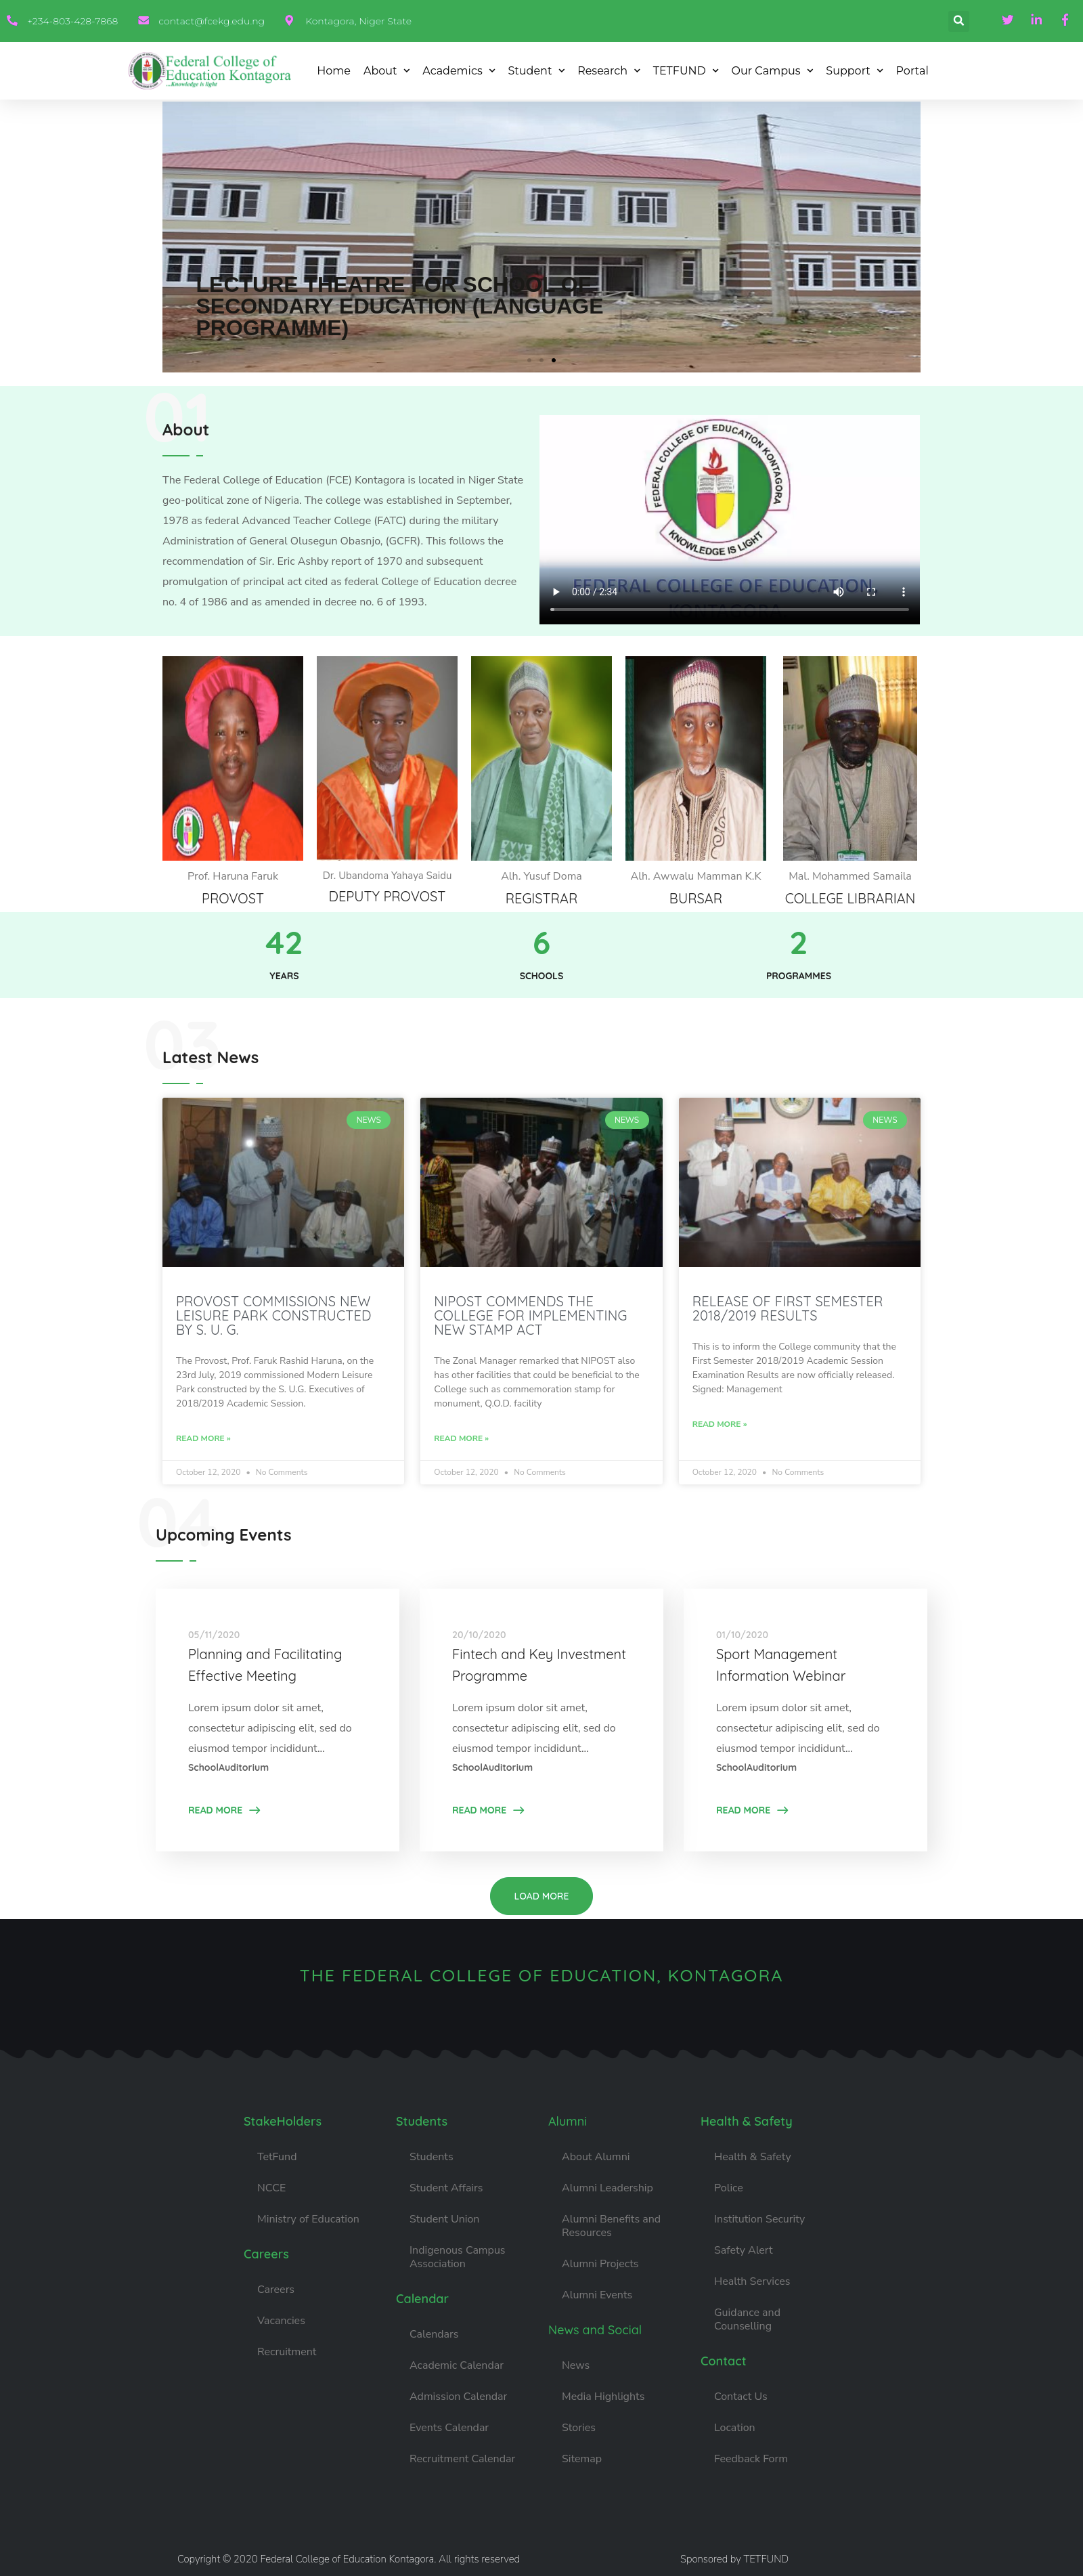 +234-803-428-7868 contact@fcekg.edu.ng Kontagora, Niger State
Federal College of
Education Kontagora
...Knowledge is light
Home About Academics Student Research TETFUND Our Campus Support Portal
LECTURE THEATRE FOR SCHOOL OF
SECONDARY EDUCATION (LANGUAGE
PROGRAMME)
01
About
The Federal College of Education (FCE) Kontagora is located in Niger State
geo-political zone of Nigeria. The college was established in September,
1978 as federal Advanced Teacher College (FATC) during the military
Administration of General Olusegun Obasnjo, (GCFR). This follows the
recommendation of Sir. Eric Ashby report of 1970 and subsequent
promulgation of principal act cited as federal College of Education decree
no. 4 of 1986 and as amended in decree no. 6 of 1993.
FEDERAL COLLEGE OF EDUCATION KONTAGORA
KNOWLEDGE IS LIGHT
FEDERAL COLLEGE OF EDUCATION,
KONTAGORA
0:00 / 2:34
Prof. Haruna Faruk
PROVOST
Dr. Ubandoma Yahaya Saidu
DEPUTY PROVOST
Alh. Yusuf Doma
REGISTRAR
Alh. Awwalu Mamman K.K
BURSAR
Mal. Mohammed Samaila
COLLEGE LIBRARIAN
42
YEARS
6
SCHOOLS
2
PROGRAMMES
03
Latest News
NEWS
PROVOST COMMISSIONS NEW
LEISURE PARK CONSTRUCTED
BY S. U. G.
The Provost, Prof. Faruk Rashid Haruna, on the
23rd July, 2019 commissioned Modern Leisure
Park constructed by the S. U.G. Executives of
2018/2019 Academic Session.
READ MORE »
October 12, 2020 • No Comments
NEWS
NIPOST COMMENDS THE
COLLEGE FOR IMPLEMENTING
NEW STAMP ACT
The Zonal Manager remarked that NIPOST also
has other facilities that could be beneficial to the
College such as commemoration stamp for
monument, Q.O.D. facility
READ MORE »
October 12, 2020 • No Comments
NEWS
RELEASE OF FIRST SEMESTER
2018/2019 RESULTS
This is to inform the College community that the
First Semester 2018/2019 Academic Session
Examination Results are now officially released.
Signed: Management
READ MORE »
October 12, 2020 • No Comments
04
Upcoming Events
05/11/2020
Planning and Facilitating
Effective Meeting
Lorem ipsum dolor sit amet,
consectetur adipiscing elit, sed do
eiusmod tempor incididunt...
SchoolAuditorium
READ MORE
20/10/2020
Fintech and Key Investment
Programme
Lorem ipsum dolor sit amet,
consectetur adipiscing elit, sed do
eiusmod tempor incididunt...
SchoolAuditorium
READ MORE
01/10/2020
Sport Management
Information Webinar
Lorem ipsum dolor sit amet,
consectetur adipiscing elit, sed do
eiusmod tempor incididunt...
SchoolAuditorium
READ MORE
LOAD MORE
THE FEDERAL COLLEGE OF EDUCATION, KONTAGORA
StakeHolders
TetFund
NCCE
Ministry of Education
Careers
Careers
Vacancies
Recruitment
Students
Students
Student Affairs
Student Union
Indigenous Campus
Association
Calendar
Calendars
Academic Calendar
Admission Calendar
Events Calendar
Recruitment Calendar
Alumni
About Alumni
Alumni Leadership
Alumni Benefits and
Resources
Alumni Projects
Alumni Events
News and Social
News
Media Highlights
Stories
Sitemap
Health & Safety
Health & Safety
Police
Institution Security
Safety Alert
Health Services
Guidance and
Counselling
Contact
Contact Us
Location
Feedback Form
Copyright © 2020 Federal College of Education Kontagora. All rights reserved
Sponsored by TETFUND